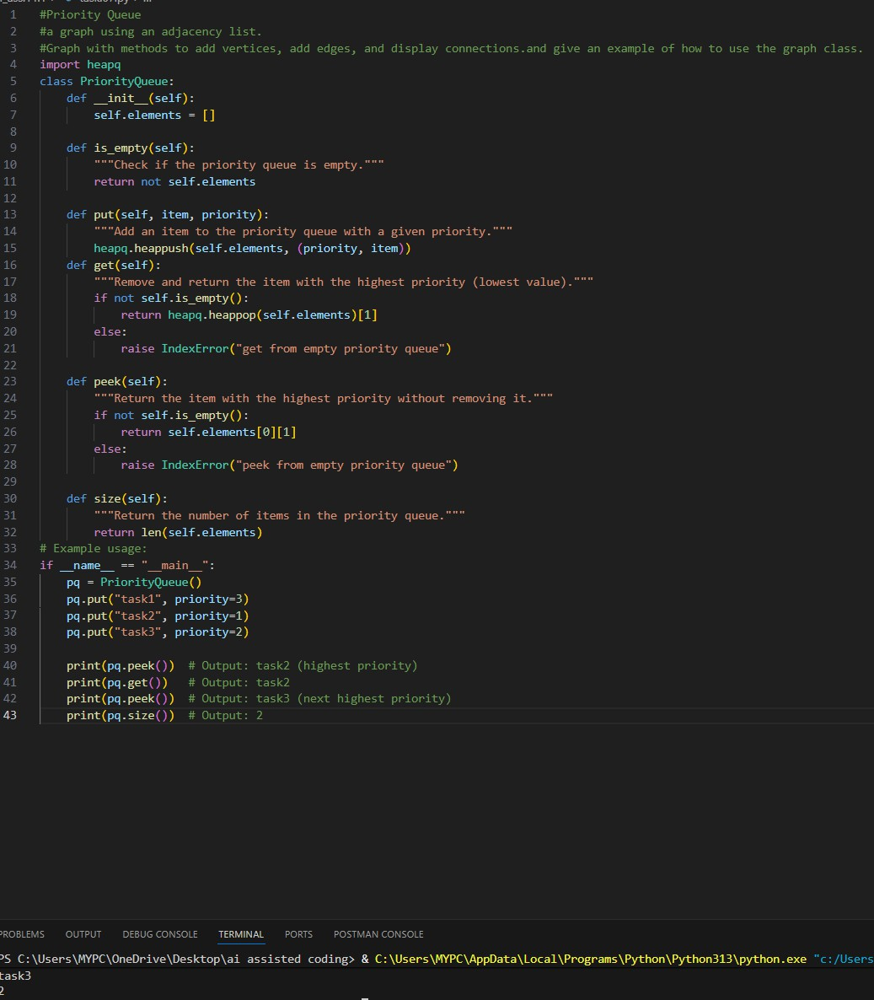 1 #Priority Queue
2 #a graph using an adjacency list.
3 #Graph with methods to add vertices, add edges, and display connections.and give an example of how to use the graph class.
4 import heapq
5 class PriorityQueue:
6     def __init__(self):
7         self.elements = []
8
9     def is_empty(self):
10         """Check if the priority queue is empty."""
11         return not self.elements
12
13     def put(self, item, priority):
14         """Add an item to the priority queue with a given priority."""
15         heapq.heappush(self.elements, (priority, item))
16     def get(self):
17         """Remove and return the item with the highest priority (lowest value)."""
18         if not self.is_empty():
19             return heapq.heappop(self.elements)[1]
20         else:
21             raise IndexError("get from empty priority queue")
22
23     def peek(self):
24         """Return the item with the highest priority without removing it."""
25         if not self.is_empty():
26             return self.elements[0][1]
27         else:
28             raise IndexError("peek from empty priority queue")
29
30     def size(self):
31         """Return the number of items in the priority queue."""
32         return len(self.elements)
33 # Example usage:
34 if __name__ == "__main__":
35     pq = PriorityQueue()
36     pq.put("task1", priority=3)
37     pq.put("task2", priority=1)
38     pq.put("task3", priority=2)
39
40     print(pq.peek())  # Output: task2 (highest priority)
41     print(pq.get())   # Output: task2
42     print(pq.peek())  # Output: task3 (next highest priority)
43     print(pq.size())  # Output: 2
PROBLEMS OUTPUT DEBUG CONSOLE TERMINAL PORTS POSTMAN CONSOLE
PS C:\Users\MYPC\OneDrive\Desktop\ai assisted coding> & C:\Users\MYPC\AppData\Local\Programs\Python\Python313\python.exe "c:/Users
task3
2